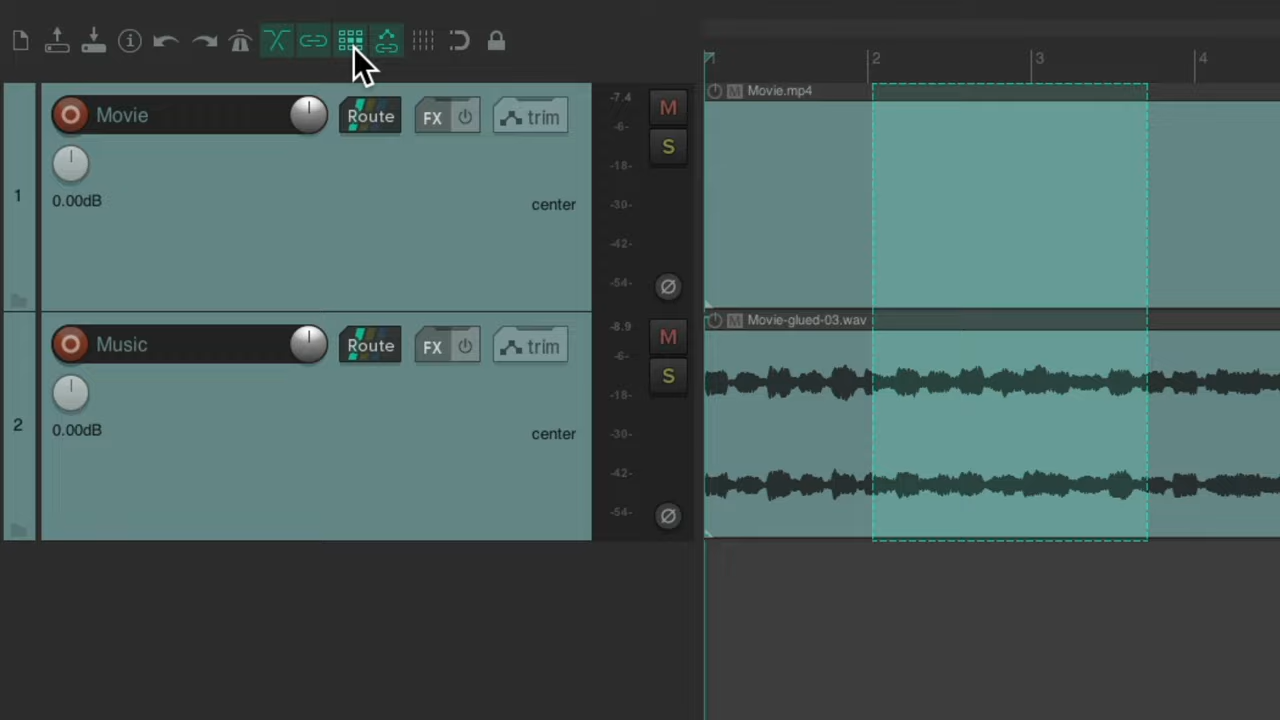 1 2 3 4
Movie Route FX trim -7.4 M Movie.mp4
-6-
S
-18-
1 0.00dB center -39-
-42-
-54-
Music Route FX trim -8.9 M Movie-glued-03.wav
-6-
S
-18-
2 0.00dB center -30-
-42-
-54-